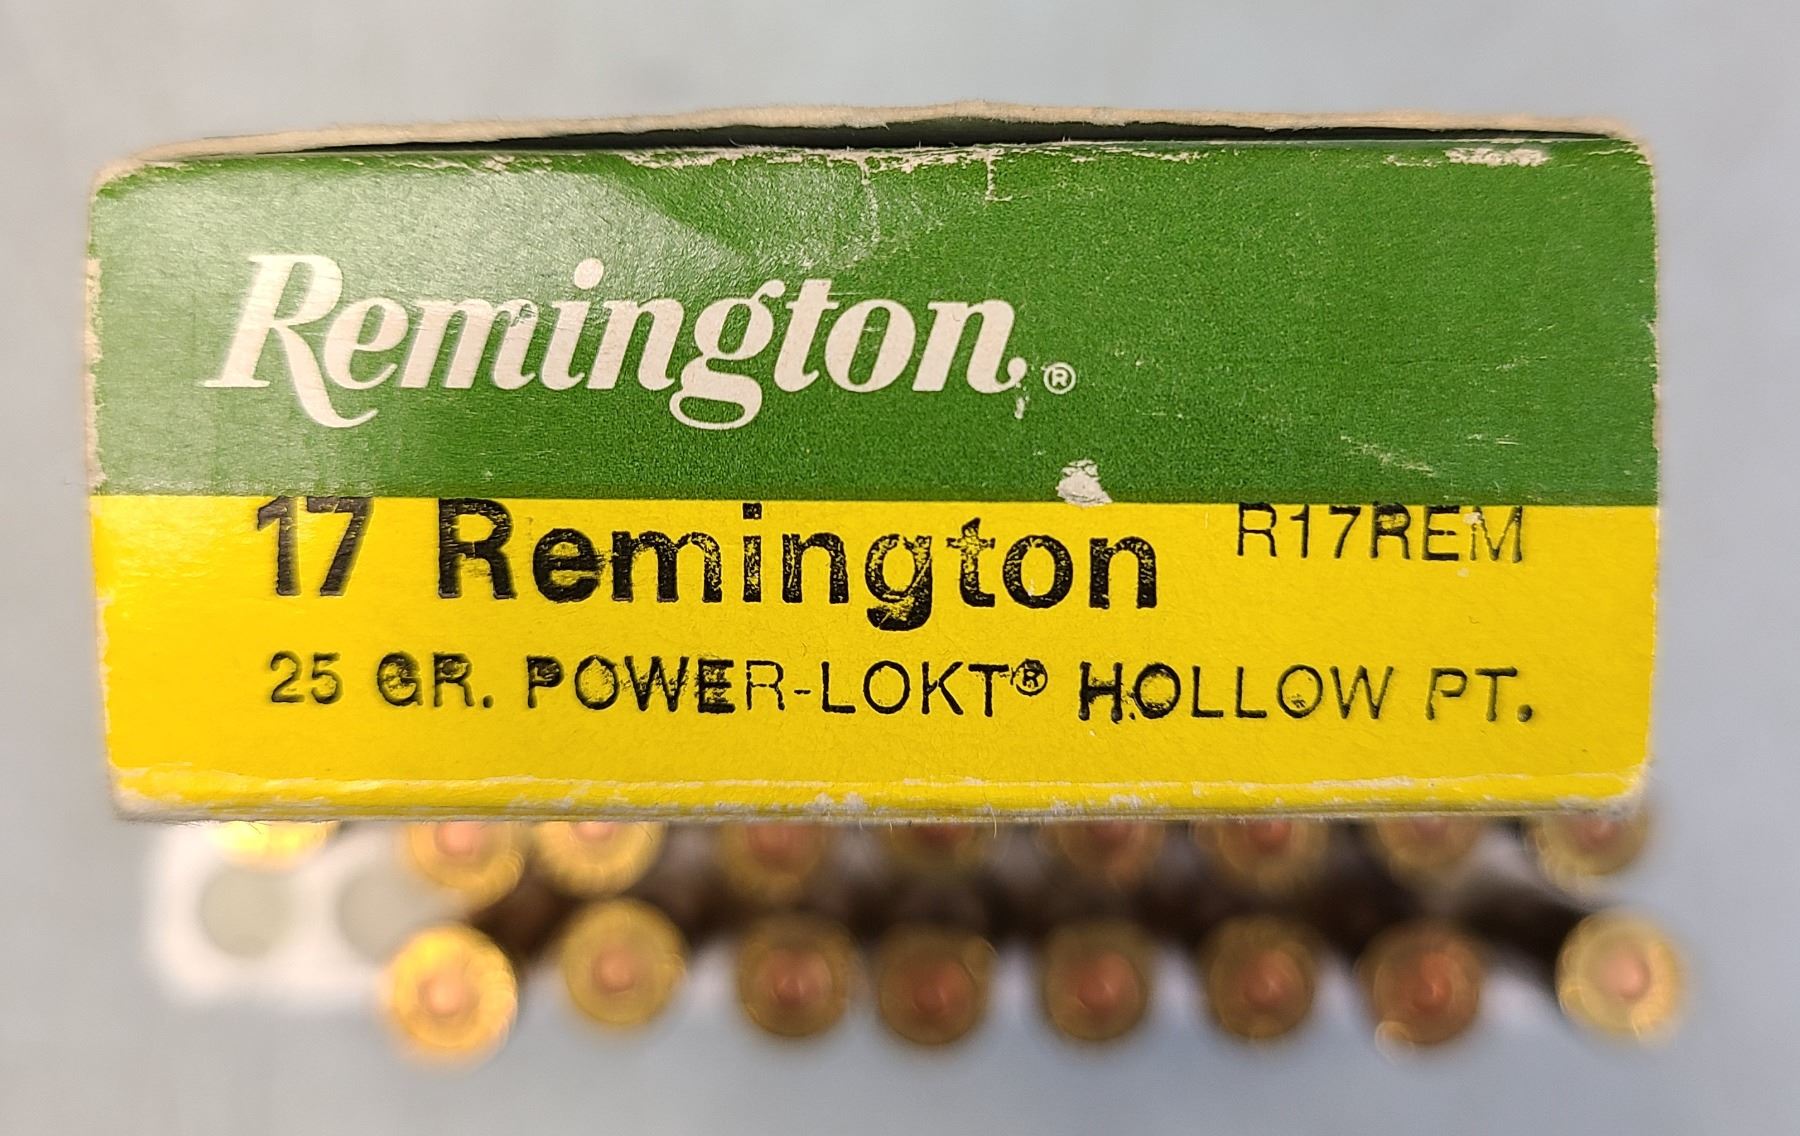 Remington®
17 Remington R17REM
25 GR. POWER-LOKT® HOLLOW PT.